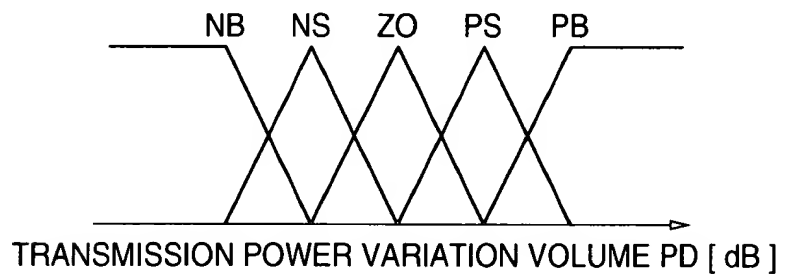 NB NS ZO PS PB
TRANSMISSION POWER VARIATION VOLUME PD [ dB ]